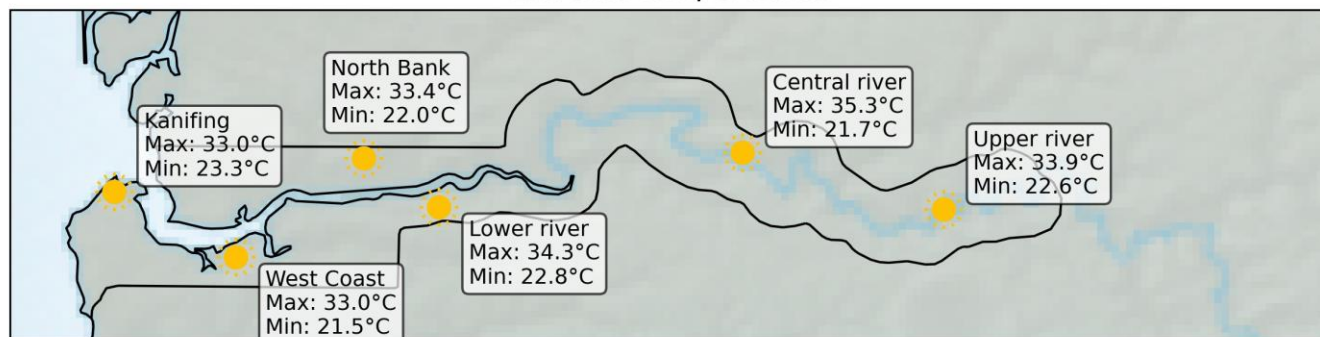 North Bank
Max: 33.4°C
Min: 22.0°C
Central river
Max: 35.3°C
Min: 21.7°C
Kanifing
Max: 33.0°C
Min: 23.3°C
Upper river
Max: 33.9°C
Min: 22.6°C
Lower river
Max: 34.3°C
Min: 22.8°C
West Coast
Max: 33.0°C
Min: 21.5°C